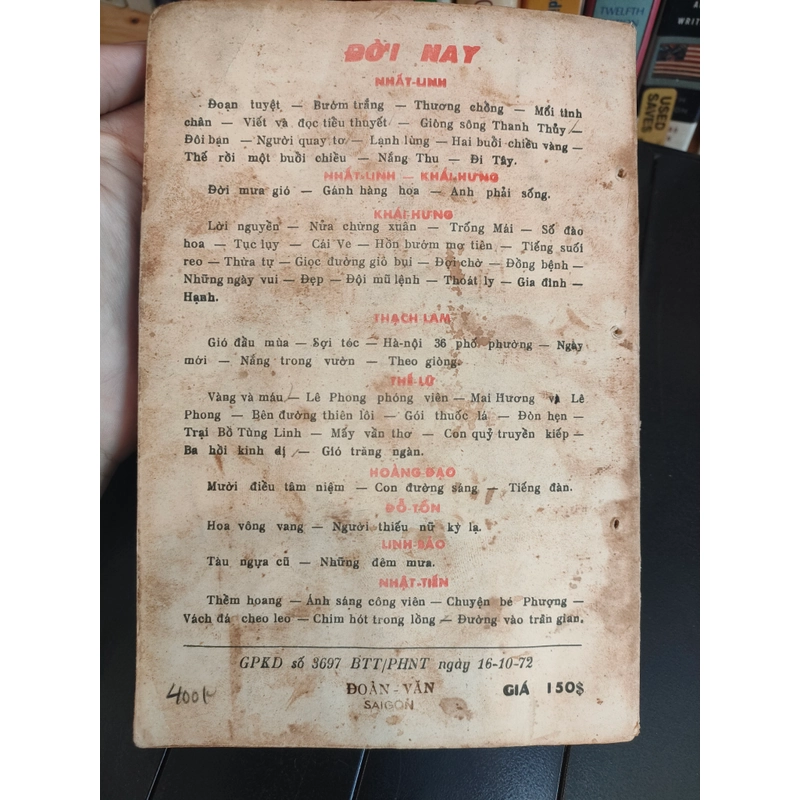 ĐỜI NAY
NHẤT-LINH
Đoạn tuyệt — Bướm trắng — Thương chồng — Mối tình
chân — Viết và đọc tiểu thuyết — Giòng sông Thanh Thủy —
Đôi bạn — Người quay tơ — Lạnh lùng — Hai buổi chiều vàng —
Thế rồi một buổi chiều — Nắng Thu — Đi Tây.
NHẤT-LINH — KHÁI-HƯNG
Đời mưa gió — Gánh hàng hoa — Anh phải sống.
KHÁI-HƯNG
Lời nguyền — Nửa chừng xuân — Trống Mái — Số đào
hoa — Tục lụy — Cái Ve — Hồn bướm mơ tiên — Tiếng suối
reo — Thừa tự — Giọc đường gió bụi — Đợi chờ — Đồng bệnh —
Những ngày vui — Đẹp — Đội mũ lệnh — Thoát ly — Gia đình —
Hạnh.
THẠCH LAM
Gió đầu mùa — Sợi tóc — Hà-nội 36 phố phường — Ngày
mới — Nắng trong vườn — Theo giòng.
THẾ-LỮ
Vàng và máu — Lê Phong phóng viên — Mai Hương và Lê
Phong — Bên đường thiên lôi — Gói thuốc lá — Đòn hẹn —
Trại Bồ Tùng Linh — Mấy vần thơ — Con quỷ truyền kiếp —
Ba hồi kinh dị — Gió trăng ngàn.
HOÀNG-ĐẠO
Mười điều tâm niệm — Con đường sáng — Tiếng đàn.
ĐỖ-TỐN
Hoa vông vang — Người thiếu nữ kỳ lạ.
LINH-BẢO
Tàu ngựa cũ — Những đêm mưa.
NHẬT-TIẾN
Thềm hoang — Ánh sáng công viên — Chuyện bé Phượng —
Vách đá cheo leo — Chim hót trong lồng — Đường vào trần gian.
GPKD số 3697 BTT/PHNT ngày 16-10-72
ĐOÀN-VĂN
SAIGON
GIÁ 150$
TWELFTH
USED
SAVES